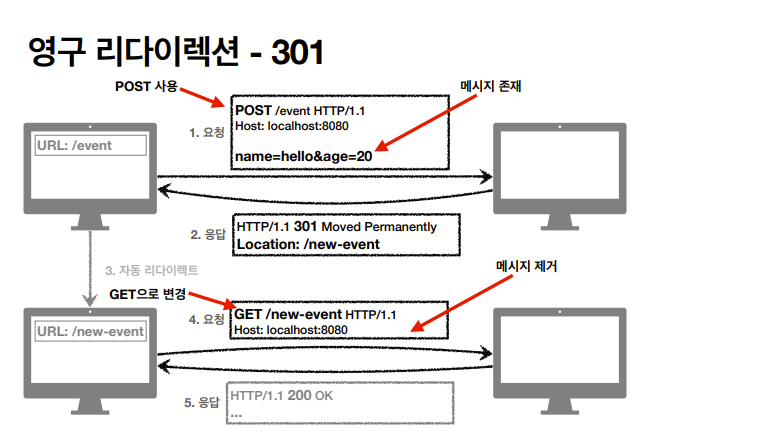 영구 리다이렉션 - 301
POST 사용
메시지 존재
1. 요청
POST /event HTTP/1.1
Host: localhost:8080
name=hello&age=20
URL: /event
2. 응답
HTTP/1.1 301 Moved Permanently
Location: /new-event
3. 자동 리다이렉트
GET으로 변경
메시지 제거
4. 요청
GET /new-event HTTP/1.1
Host: localhost:8080
URL: /new-event
5. 응답
HTTP/1.1 200 OK
...